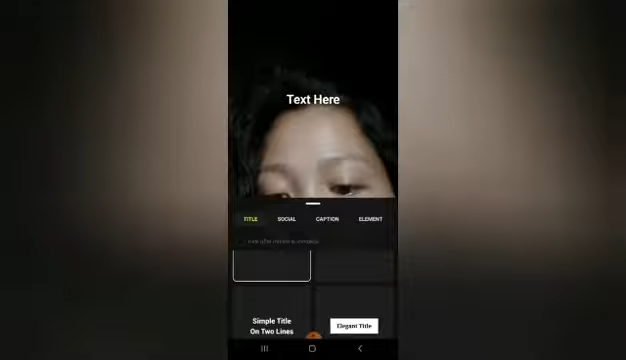 Text Here
TITLE
SOCIAL
CAPTION
ELEMENT
Simple Title
On Two Lines
Elegant Title